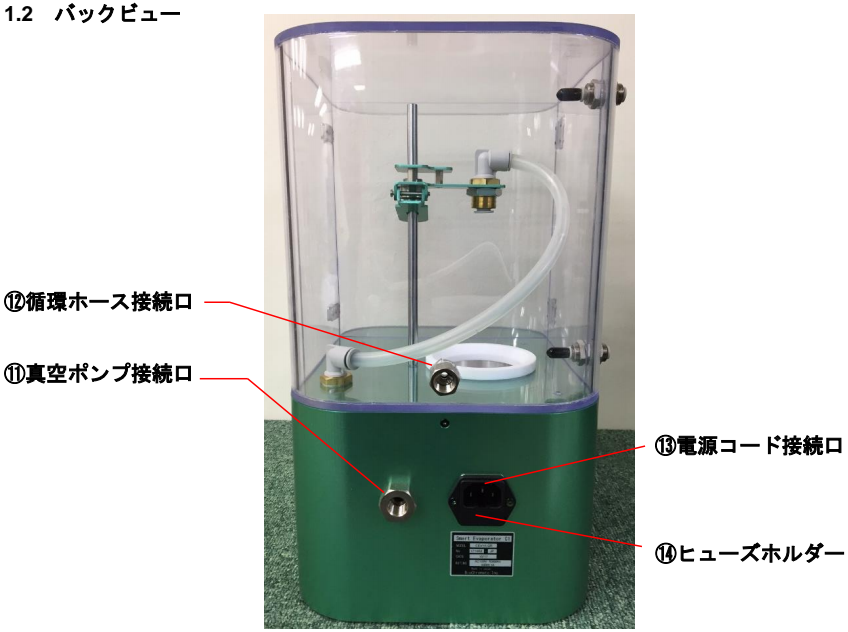 1.2 バックビュー
⑫循環ホース接続口
⑪真空ポンプ接続口
⑬電源コード接続口
⑭ヒューズホルダー
Smart Evaporator